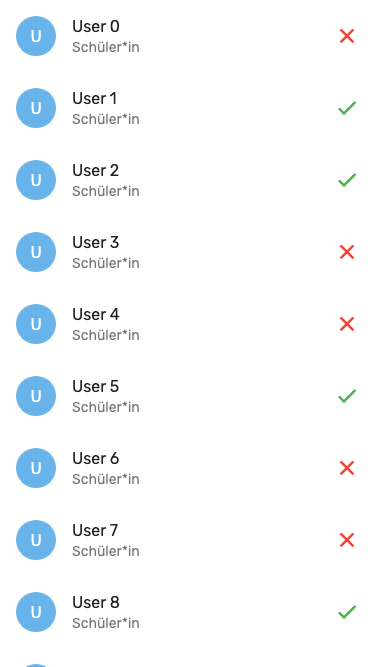 U
User 0
Schüler*in
U
User 1
Schüler*in
U
User 2
Schüler*in
U
User 3
Schüler*in
U
User 4
Schüler*in
U
User 5
Schüler*in
U
User 6
Schüler*in
U
User 7
Schüler*in
U
User 8
Schüler*in